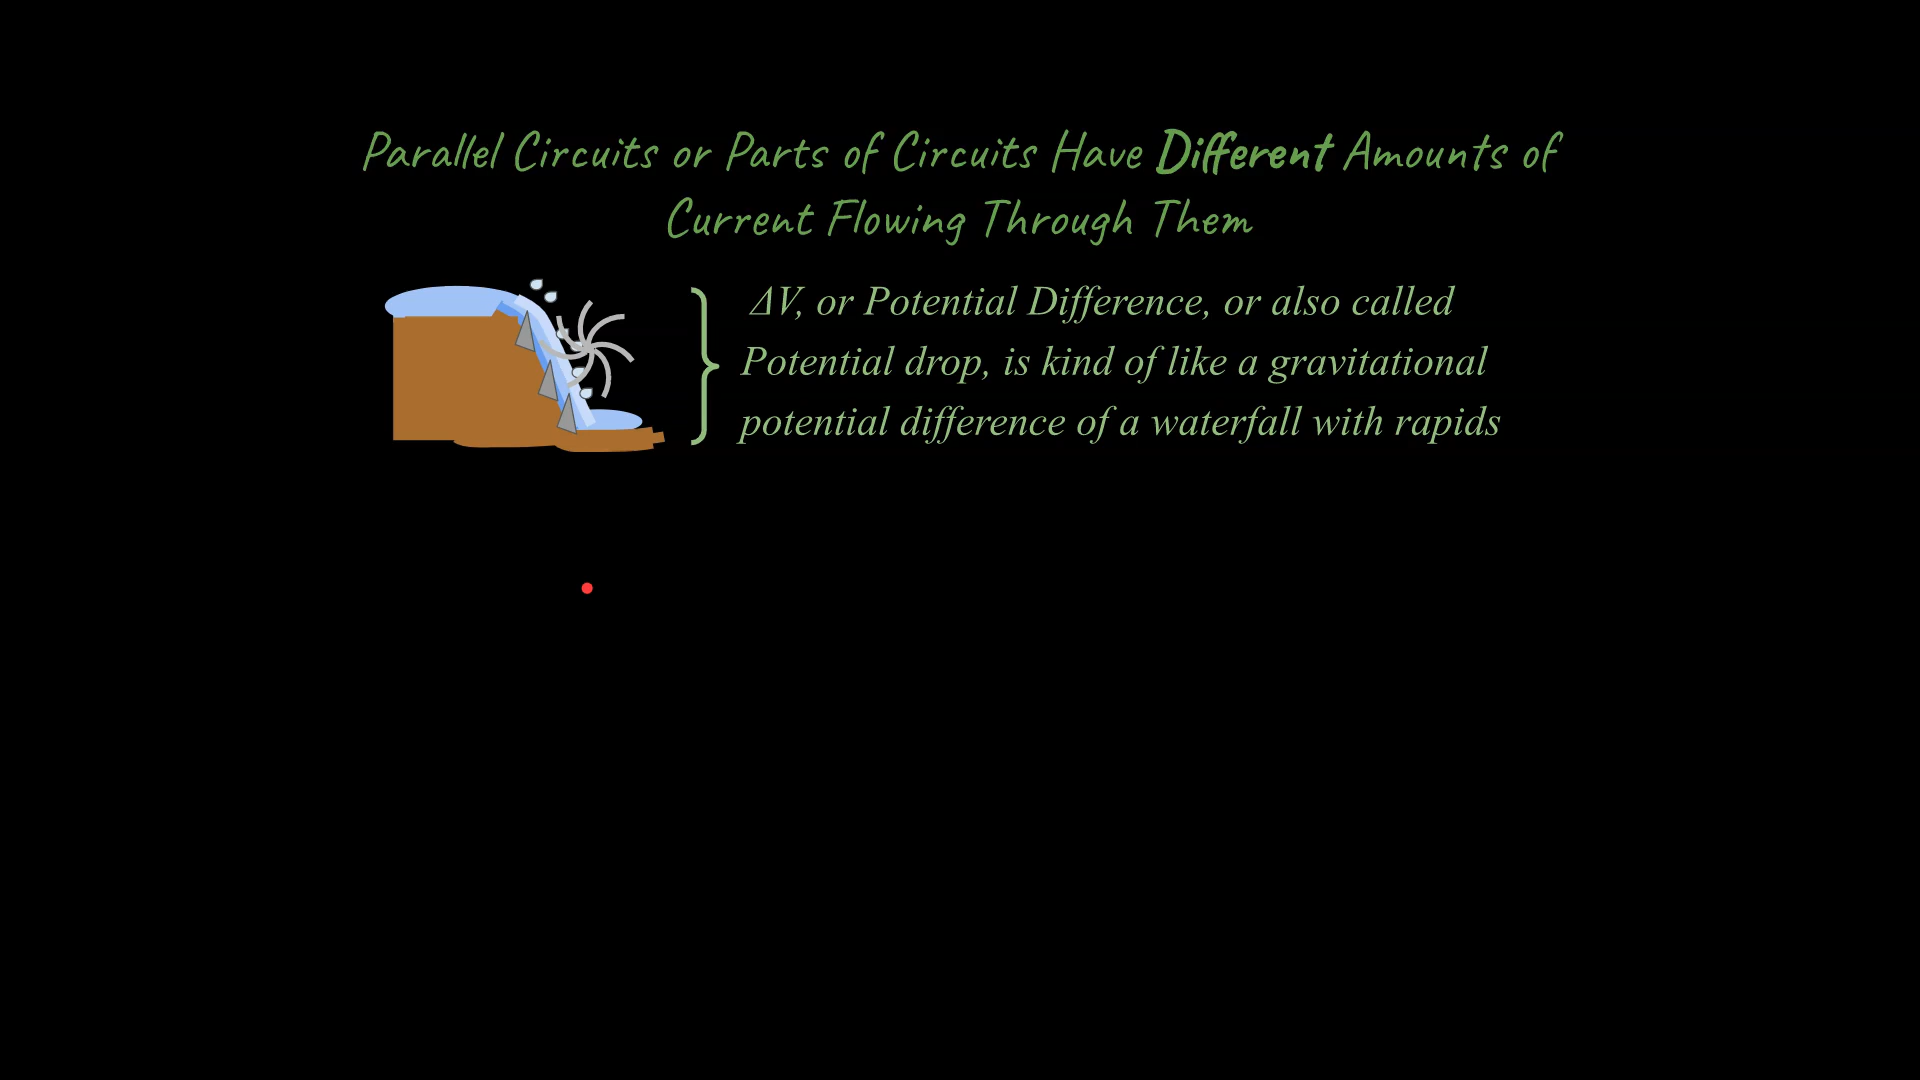 Parallel Circuits or Parts of Circuits Have Different Amounts of
Current Flowing Through Them
ΔV, or Potential Difference, or also called
Potential drop, is kind of like a gravitational
potential difference of a waterfall with rapids